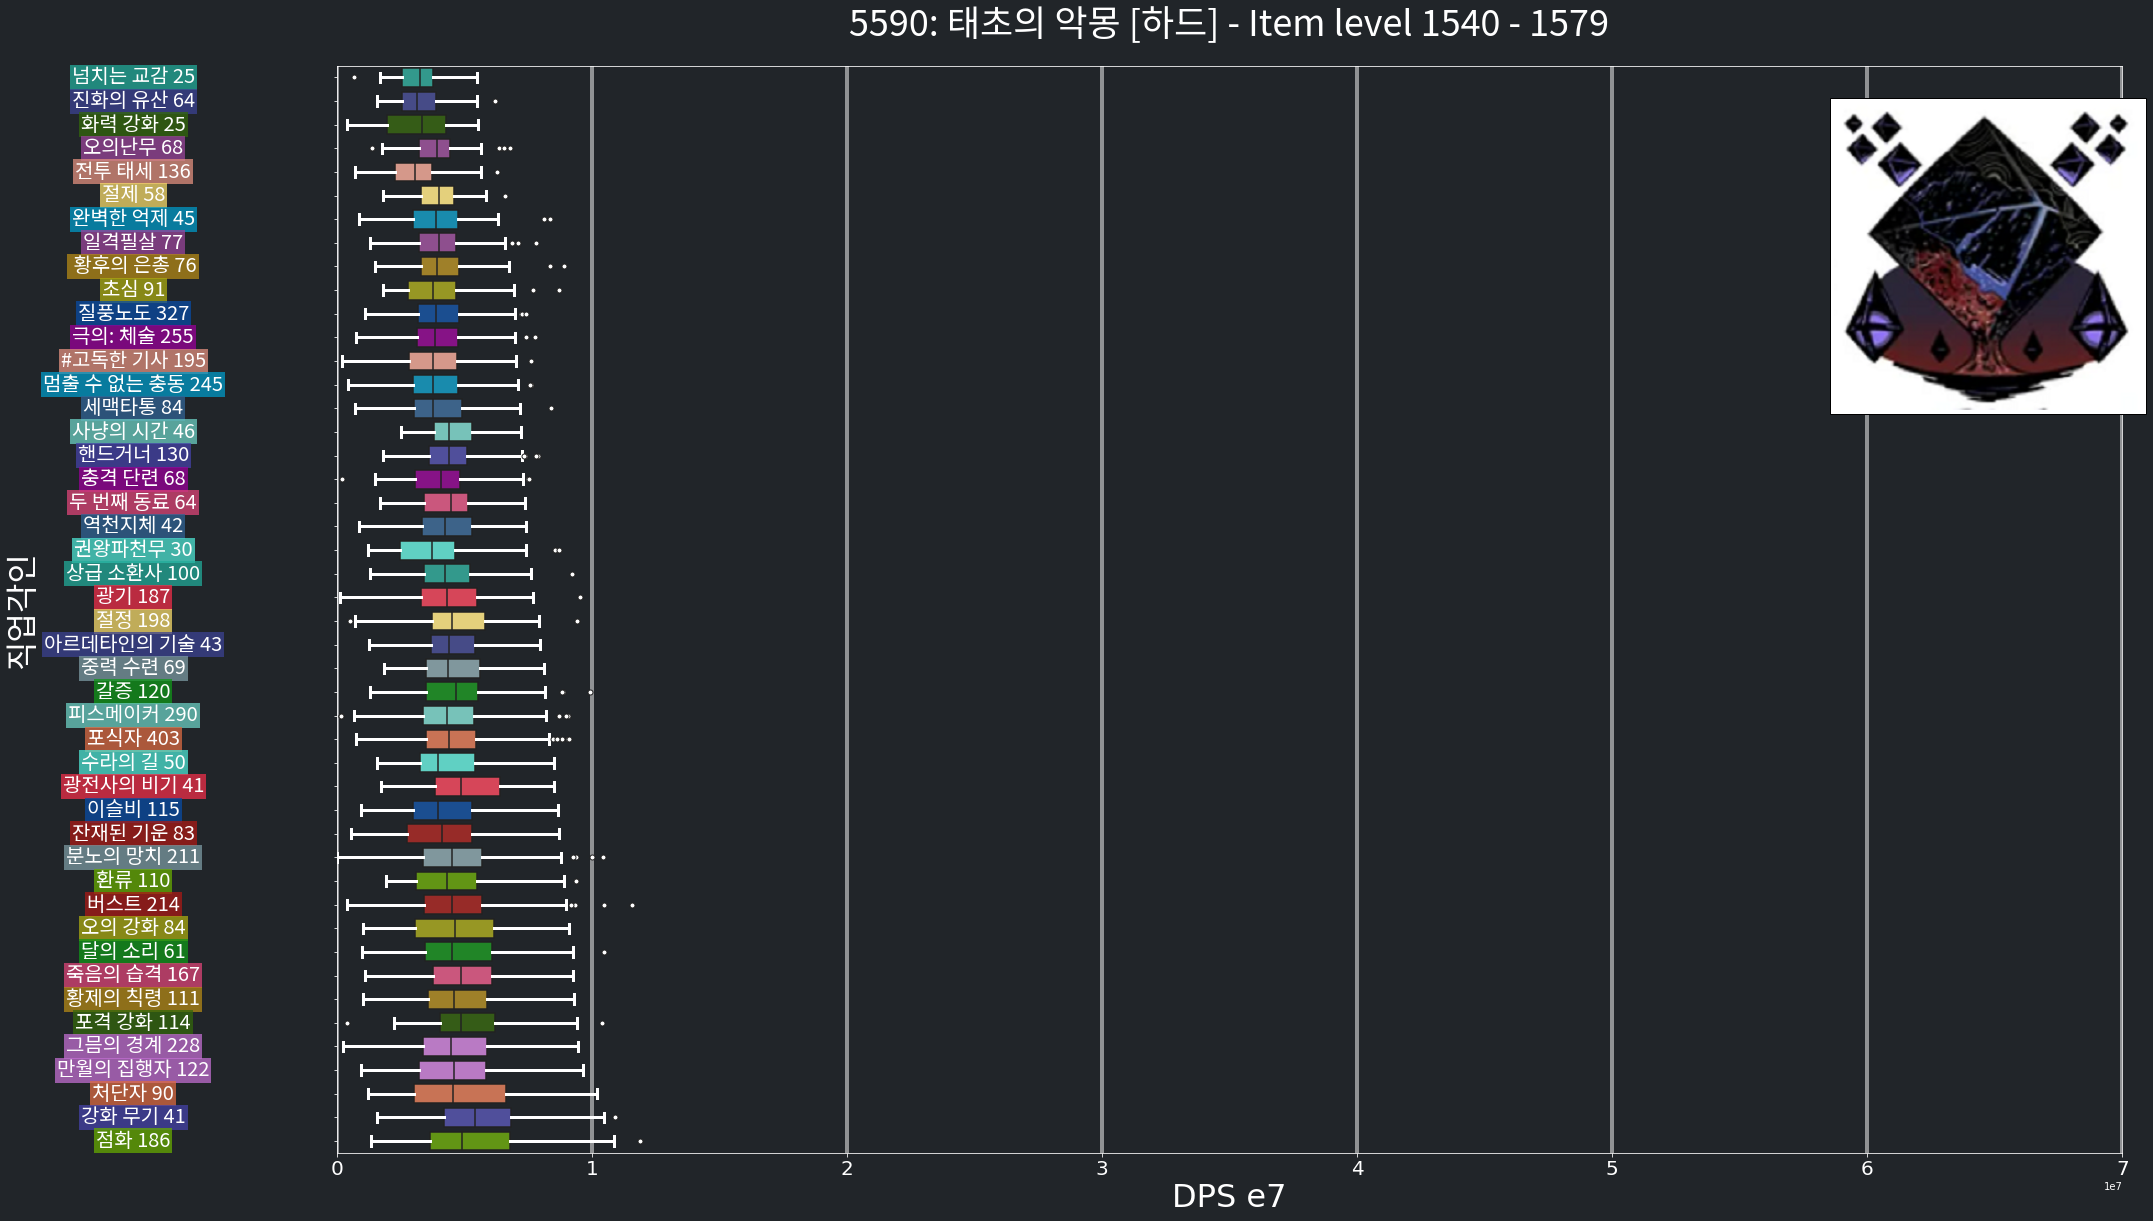 5590: 태초의 악몽 [하드] - Item level 1540 - 1579
넘치는 교감 25
진화의 유산 64
화력 강화 25
오의난무 68
전투 태세 136
절제 58
완벽한 억제 45
일격필살 77
황후의 은총 76
초심 91
질풍노도 327
극의: 체술 255
#고독한 기사 195
멈출 수 없는 충동 245
세맥타통 84
사냥의 시간 46
핸드거너 130
충격 단련 68
두 번째 동료 64
역천지체 42
권왕파천무 30
상급 소환사 100
광기 187
절정 198
아르데타인의 기술 43
중력 수련 69
갈증 120
피스메이커 290
포식자 403
수라의 길 50
광전사의 비기 41
이슬비 115
잔재된 기운 83
분노의 망치 211
환류 110
버스트 214
오의 강화 84
달의 소리 61
죽음의 습격 167
황제의 칙령 111
포격 강화 114
그믐의 경계 228
만월의 집행자 122
처단자 90
강화 무기 41
점화 186
직업각인
0 1 2 3 4 5 6 7
1e7
DPS e7